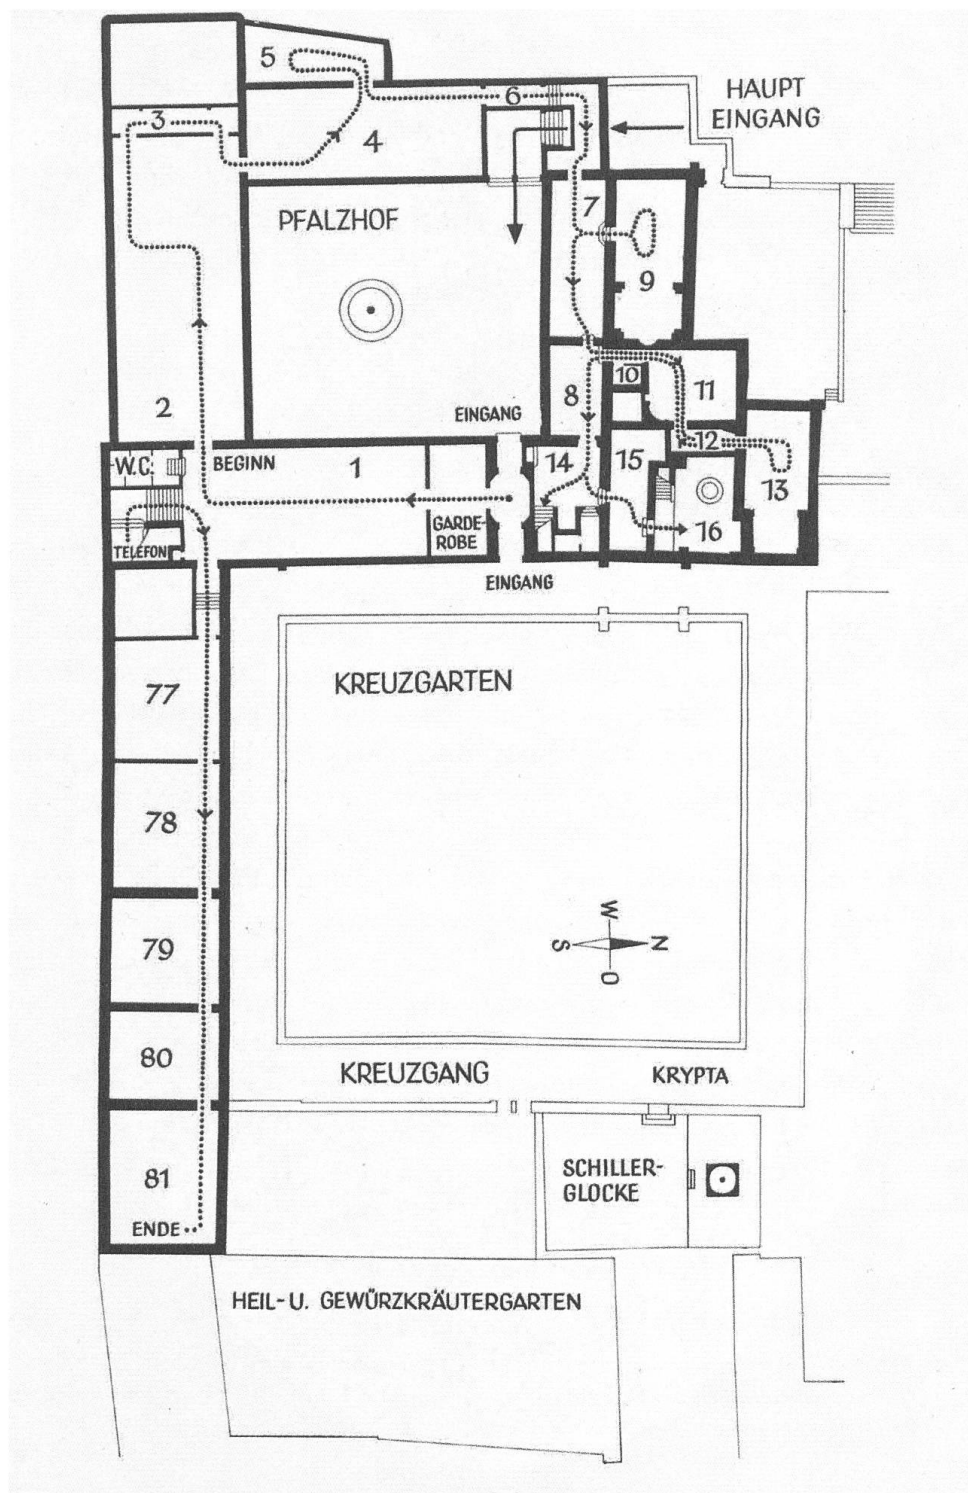 5
HAUPT
EINGANG
6
3
4
7
PFALZHOF
9
10
11
8
2
EINGANG
12
W.C.
BEGINN
1
14
15
13
GARDE-
ROBE
16
TELEFON
EINGANG
77
KREUZGARTEN
78
W
S
N
O
79
80
KREUZGANG
KRYPTA
81
SCHILLER-
GLOCKE
ENDE
HEIL- U. GEWÜRZKRÄUTERGARTEN